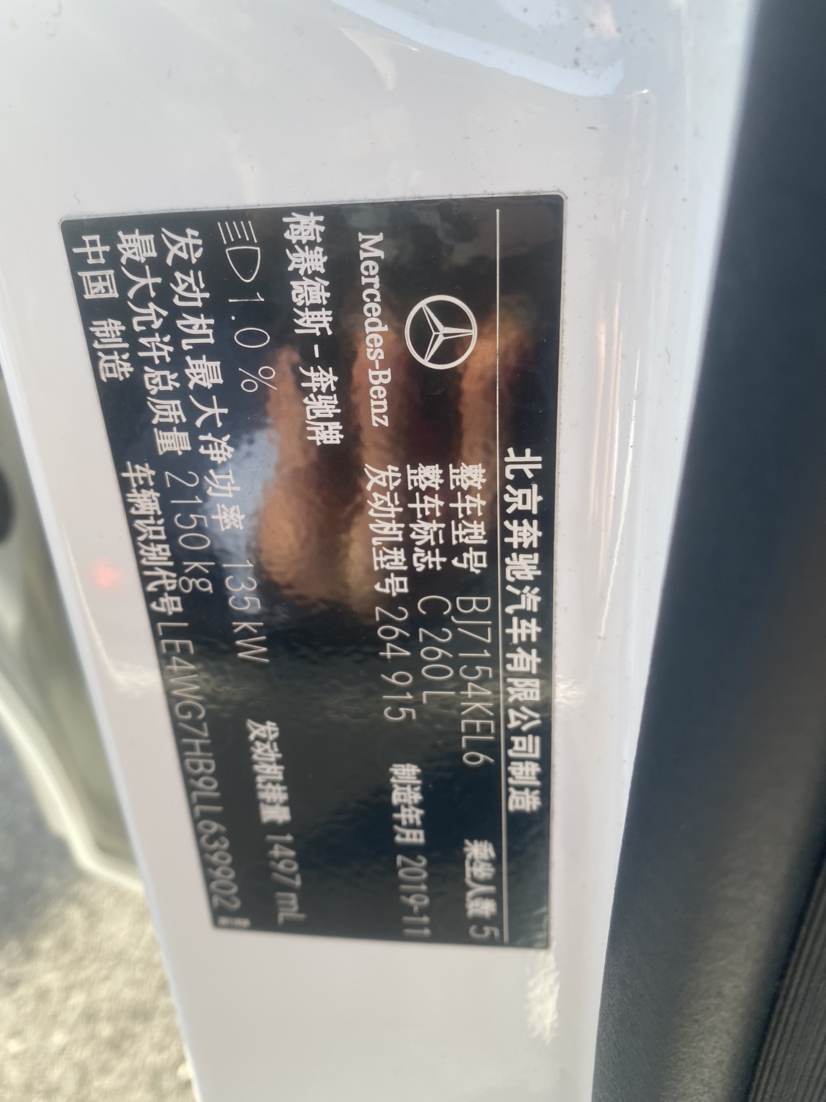 北京奔驰汽车有限公司制造
整车型号 BJ7154KEL6 乘坐人数 5
整车标志 C 260 L
Mercedes-Benz 发动机型号 264 915 制造年月 2019-11
梅赛德斯-奔驰牌
1.0 % 发动机排量 1497 mL
发动机最大净功率 135 kW
最大允许总质量 2150 kg
中国 制造 车辆识别代号 LE4WG7HB9LL639902